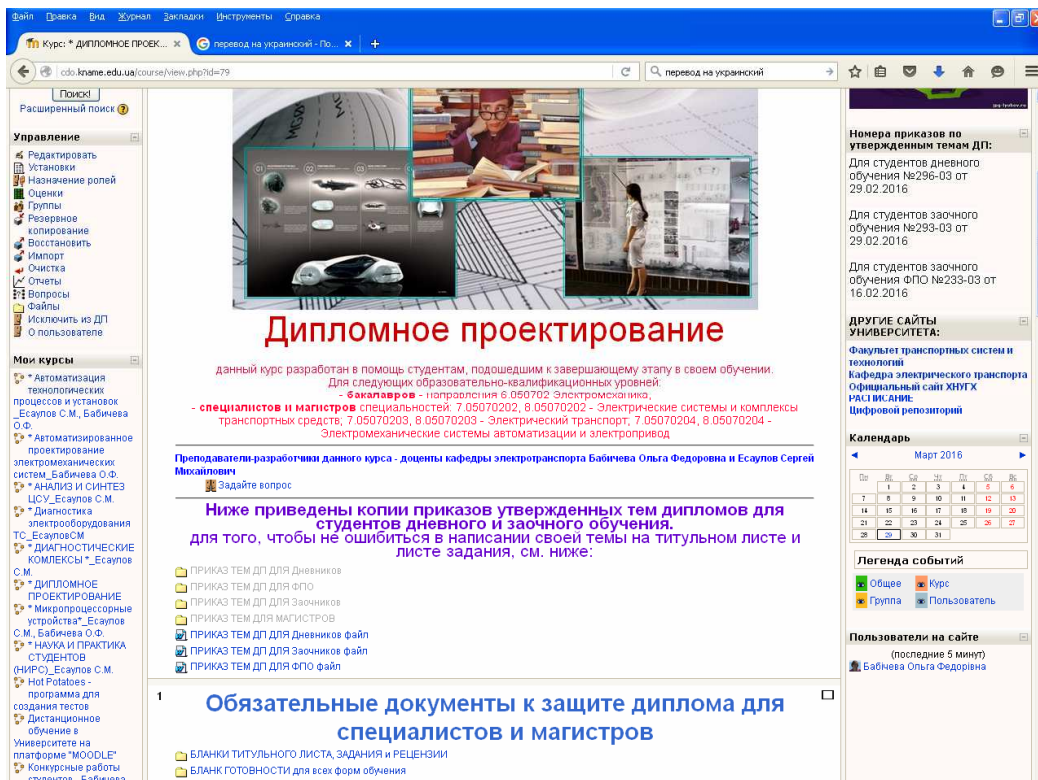 Файл Правка Вид Журнал Закладки Инструменты Справка
Курс: * ДИПЛОМНОЕ ПРОЕК...
перевод на украинский - По...
cdo.kname.edu.ua/course/view.php?id=79
перевод на украинский
Поиск!
Расширенный поиск
Управление
Редактировать
Установки
Назначение ролей
Оценки
Группы
Резервное
копирование
Восстановить
Импорт
Очистка
Отчеты
Вопросы
Файлы
Исключить из ДП
О пользователе
Мои курсы
* Автоматизация
технологических
процессов и установок
_Есаулов С.М., Бабичева
О.Ф.
* Автоматизированное
проектирование
электромеханических
систем_Бабичева О.Ф.
* АНАЛИЗ И СИНТЕЗ
ЦСУ_Есаулов С.М.
* Диагностика
электрооборудования
ТС_ЕсауловСМ
* ДИАГНОСТИЧЕСКИЕ
КОМЛЕКСЫ *_Есаулов
С.М.
* ДИПЛОМНОЕ
ПРОЕКТИРОВАНИЕ
* Микропроцессорные
устройства*_Есаулов
С.М., Бабичева О.Ф.
* НАУКА И ПРАКТИКА
СТУДЕНТОВ
(НИРС)_Есаулов С.М.
Hot Potatoes -
программа для
создания тестов
Дистанционное
обучение в
Университете на
платформе "MOODLE"
Конкурсные работы
студентов_ Бабичева
Дипломное проектирование
данный курс разработан в помощь студентам, подошедшим к завершающему этапу в своем обучении.
Для следующих образовательно-квалификационных уровней:
- бакалавров - направления 6.050702 Электромеханика,
- специалистов и магистров специальностей: 7.05070202, 8.05070202 - Электрические системы и комплексы
транспортных средств; 7.05070203, 8.05070203 - Электрический транспорт; 7.05070204, 8.05070204 -
Электромеханические системы автоматизации и электропривод
Преподаватели-разработчики данного курса - доценты кафедры электротранспорта Бабичева Ольга Федоровна и Есаулов Сергей
Михайлович
Задайте вопрос
Ниже приведены копии приказов утвержденных тем дипломов для
студентов дневного и заочного обучения.
для того, чтобы не ошибиться в написании своей темы на титульном листе и
листе задания, см. ниже:
ПРИКАЗ ТЕМ ДП ДЛЯ Дневников
ПРИКАЗ ТЕМ ДП ДЛЯ ФПО
ПРИКАЗ ТЕМ ДП ДЛЯ Заочников
ПРИКАЗ ТЕМ ДЛЯ МАГИСТРОВ
ПРИКАЗ ТЕМ ДП ДЛЯ Дневников файл
ПРИКАЗ ТЕМ ДП ДЛЯ Заочников файл
ПРИКАЗ ТЕМ ДП ДЛЯ ФПО файл
1
Обязательные документы к защите диплома для
специалистов и магистров
БЛАНКИ ТИТУЛЬНОГО ЛИСТА, ЗАДАНИЯ и РЕЦЕНЗИИ
БЛАНК ГОТОВНОСТИ для всех форм обучения
Номера приказов по
утвержденным темам ДП:
Для студентов дневного
обучения №296-03 от
29.02.2016
Для студентов заочного
обучения №293-03 от
29.02.2016
Для студентов заочного
обучения ФПО №233-03 от
16.02.2016
ДРУГИЕ САЙТЫ
УНИВЕРСИТЕТА:
Факультет транспортных систем и
технологий
Кафедра электрического транспорта
Официальный сайт ХНУГХ
РАСПИСАНИЕ
Цифровой репозиторий
Календарь
Март 2016
Пн Вт Ср Чт Пт Сб Вс
1 2 3 4 5 6
7 8 9 10 11 12 13
14 15 16 17 18 19 20
21 22 23 24 25 26 27
28 29 30 31
Легенда событий
Общее Курс
Группа Пользователь
Пользователи на сайте
(последние 5 минут)
Бабічева Ольга Федорівна